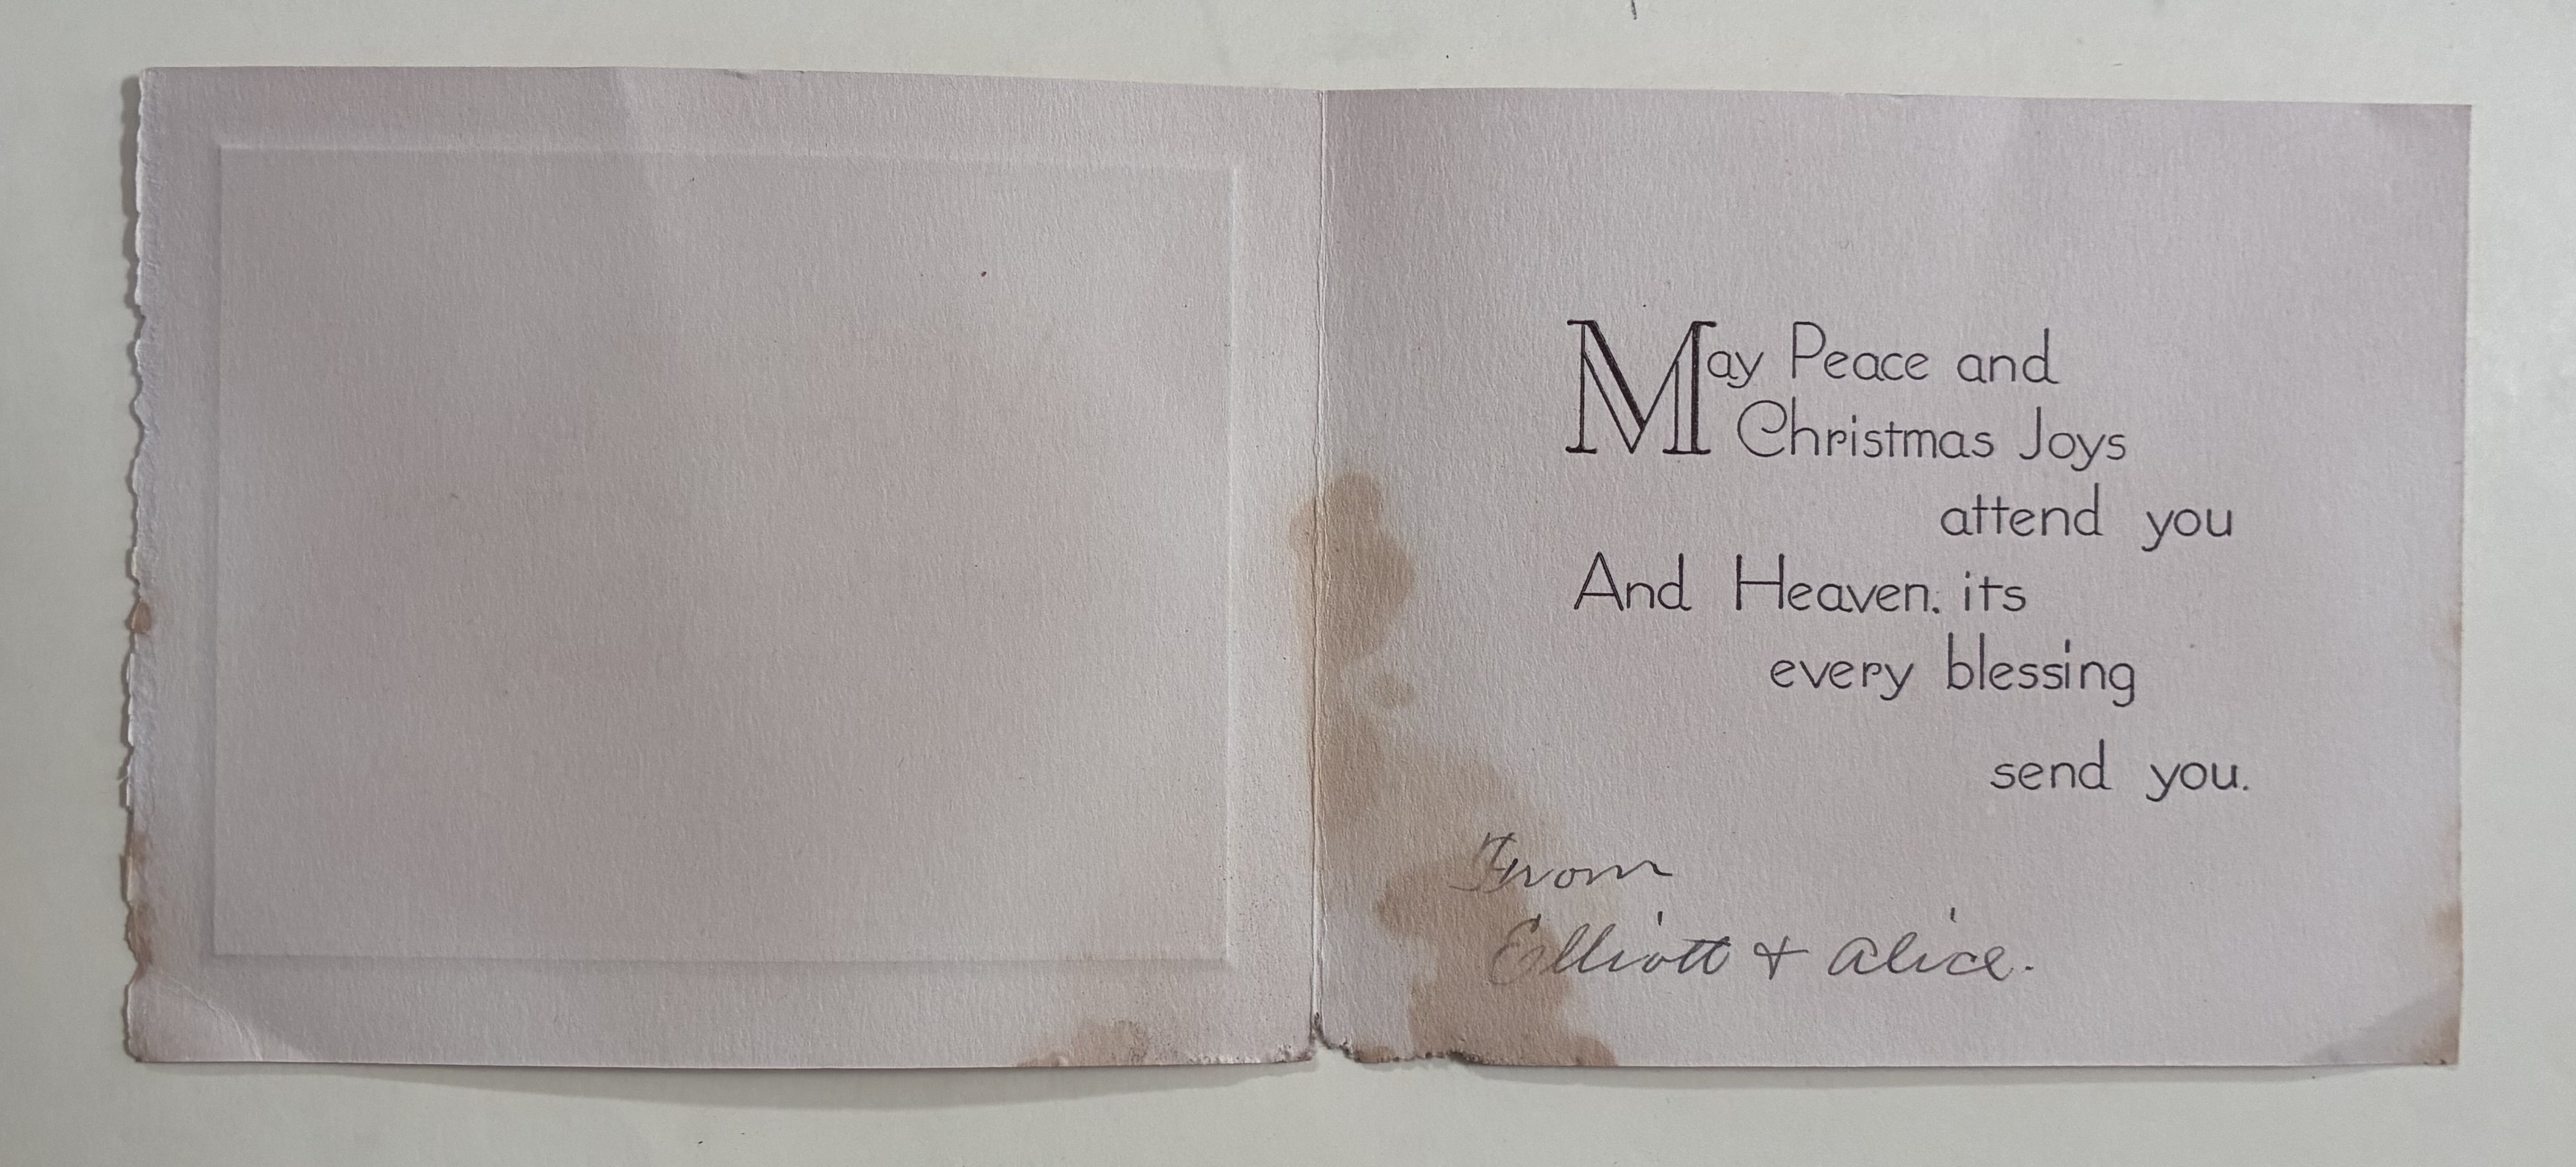 May Peace and
Christmas Joys
attend you
And Heaven. its
every blessing
send you.
From
Elliott & Alice.